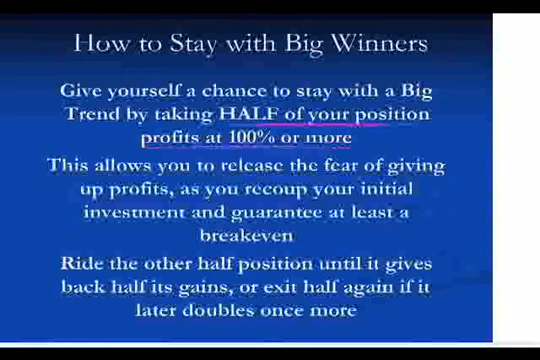 How to Stay with Big Winners
Give yourself a chance to stay with a Big
Trend by taking HALF of your position
profits at 100% or more
This allows you to release the fear of giving
up profits, as you recoup your initial
investment and guarantee at least a
breakeven
Ride the other half position until it gives
back half its gains, or exit half again if it
later doubles once more